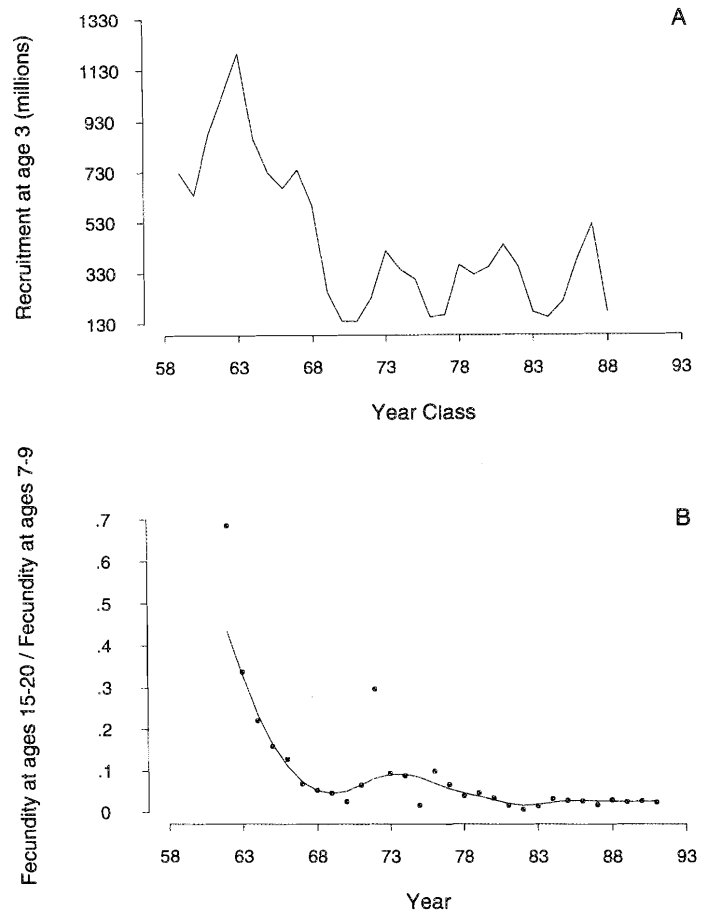 A
Recruitment at age 3 (millions)
1330
1130
930
730
530
330
130
58 63 68 73 78 83 88 93
Year Class
B
Fecundity at ages 15-20 / Fecundity at ages 7-9
.7
.6
.5
.4
.3
.2
.1
0
58 63 68 73 78 83 88 93
Year